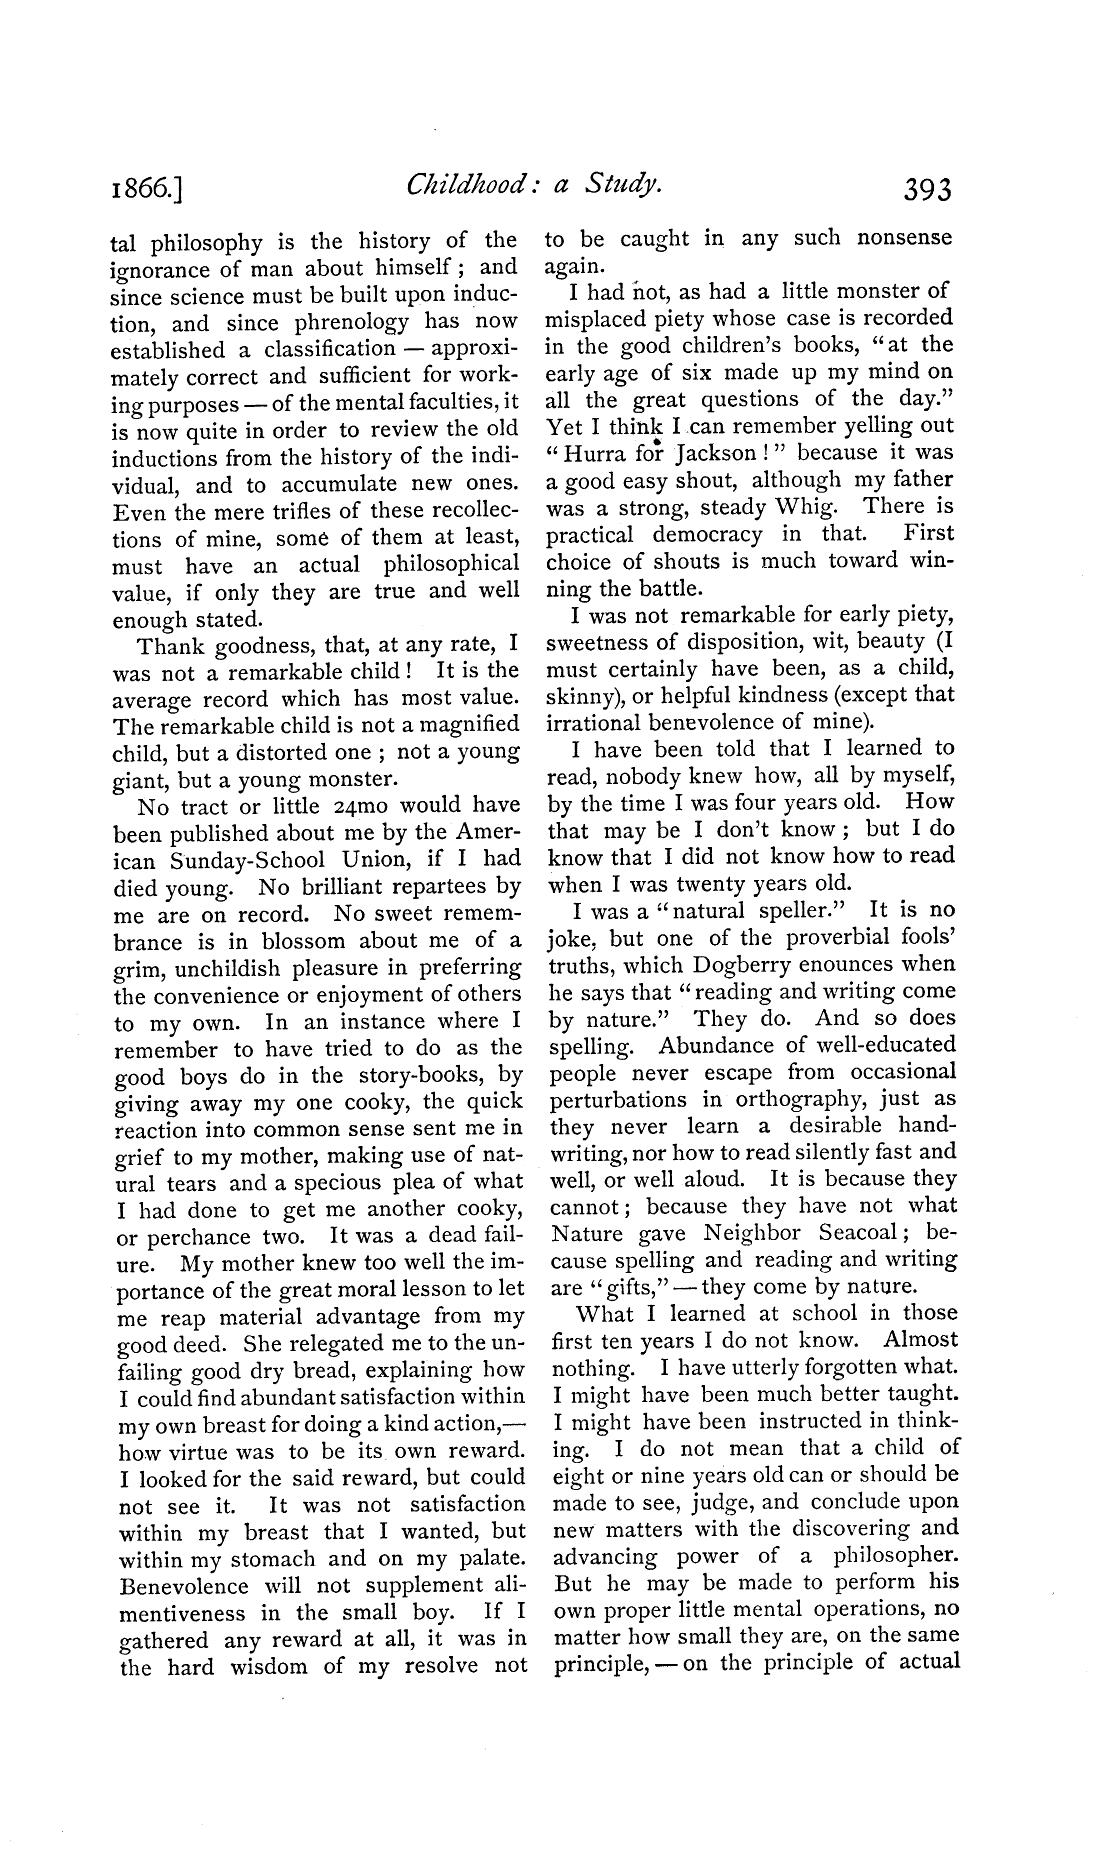 1866.] Childhood: a Study. 393
tal philosophy is the history of the
ignorance of man about himself; and
since science must be built upon induc-
tion, and since phrenology has now
established a classification — approxi-
mately correct and sufficient for work-
ing purposes — of the mental faculties, it
is now quite in order to review the old
inductions from the history of the indi-
vidual, and to accumulate new ones.
Even the mere trifles of these recollec-
tions of mine, some of them at least,
must have an actual philosophical
value, if only they are true and well
enough stated.
Thank goodness, that, at any rate, I
was not a remarkable child! It is the
average record which has most value.
The remarkable child is not a magnified
child, but a distorted one; not a young
giant, but a young monster.
No tract or little 24mo would have
been published about me by the Amer-
ican Sunday-School Union, if I had
died young. No brilliant repartees by
me are on record. No sweet remem-
brance is in blossom about me of a
grim, unchildish pleasure in preferring
the convenience or enjoyment of others
to my own. In an instance where I
remember to have tried to do as the
good boys do in the story-books, by
giving away my one cooky, the quick
reaction into common sense sent me in
grief to my mother, making use of nat-
ural tears and a specious plea of what
I had done to get me another cooky,
or perchance two. It was a dead fail-
ure. My mother knew too well the im-
portance of the great moral lesson to let
me reap material advantage from my
good deed. She relegated me to the un-
failing good dry bread, explaining how
I could find abundant satisfaction within
my own breast for doing a kind action,—
how virtue was to be its own reward.
I looked for the said reward, but could
not see it. It was not satisfaction
within my breast that I wanted, but
within my stomach and on my palate.
Benevolence will not supplement ali-
mentiveness in the small boy. If I
gathered any reward at all, it was in
the hard wisdom of my resolve not
to be caught in any such nonsense
again.
I had not, as had a little monster of
misplaced piety whose case is recorded
in the good children's books, "at the
early age of six made up my mind on
all the great questions of the day."
Yet I think I can remember yelling out
"Hurra for Jackson!" because it was
a good easy shout, although my father
was a strong, steady Whig. There is
practical democracy in that. First
choice of shouts is much toward win-
ning the battle.
I was not remarkable for early piety,
sweetness of disposition, wit, beauty (I
must certainly have been, as a child,
skinny), or helpful kindness (except that
irrational benevolence of mine).
I have been told that I learned to
read, nobody knew how, all by myself,
by the time I was four years old. How
that may be I don't know; but I do
know that I did not know how to read
when I was twenty years old.
I was a "natural speller." It is no
joke, but one of the proverbial fools'
truths, which Dogberry enounces when
he says that "reading and writing come
by nature." They do. And so does
spelling. Abundance of well-educated
people never escape from occasional
perturbations in orthography, just as
they never learn a desirable hand-
writing, nor how to read silently fast and
well, or well aloud. It is because they
cannot; because they have not what
Nature gave Neighbor Seacoal; be-
cause spelling and reading and writing
are "gifts,"—they come by nature.
What I learned at school in those
first ten years I do not know. Almost
nothing. I have utterly forgotten what.
I might have been much better taught.
I might have been instructed in think-
ing. I do not mean that a child of
eight or nine years old can or should be
made to see, judge, and conclude upon
new matters with the discovering and
advancing power of a philosopher.
But he may be made to perform his
own proper little mental operations, no
matter how small they are, on the same
principle,—on the principle of actual